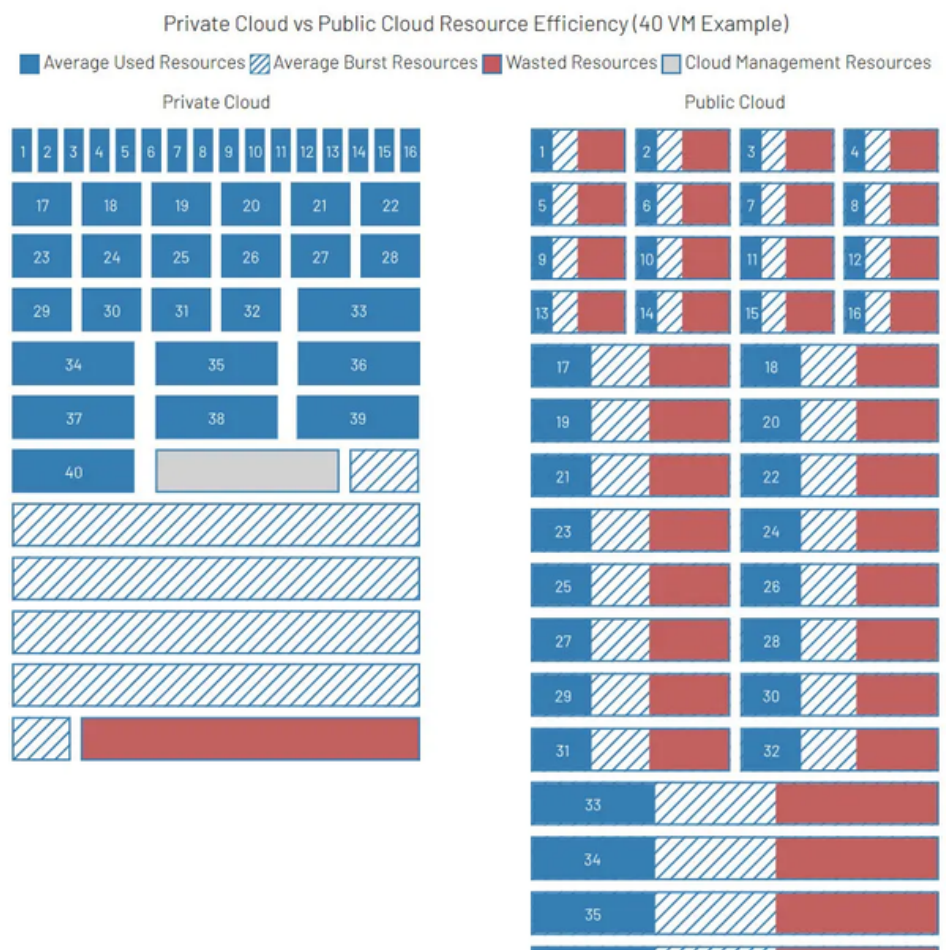 Private Cloud vs Public Cloud Resource Efficiency (40 VM Example)
Average Used Resources Average Burst Resources Wasted Resources Cloud Management Resources
Private Cloud
1 2 3 4 5 6 7 8 9 10 11 12 13 14 15 16
17 18 19 20 21 22
23 24 25 26 27 28
29 30 31 32 33
34 35 36
37 38 39
40
Public Cloud
1 2 3 4
5 6 7 8
9 10 11 12
13 14 15 16
17 18
19 20
21 22
23 24
25 26
27 28
29 30
31 32
33
34
35